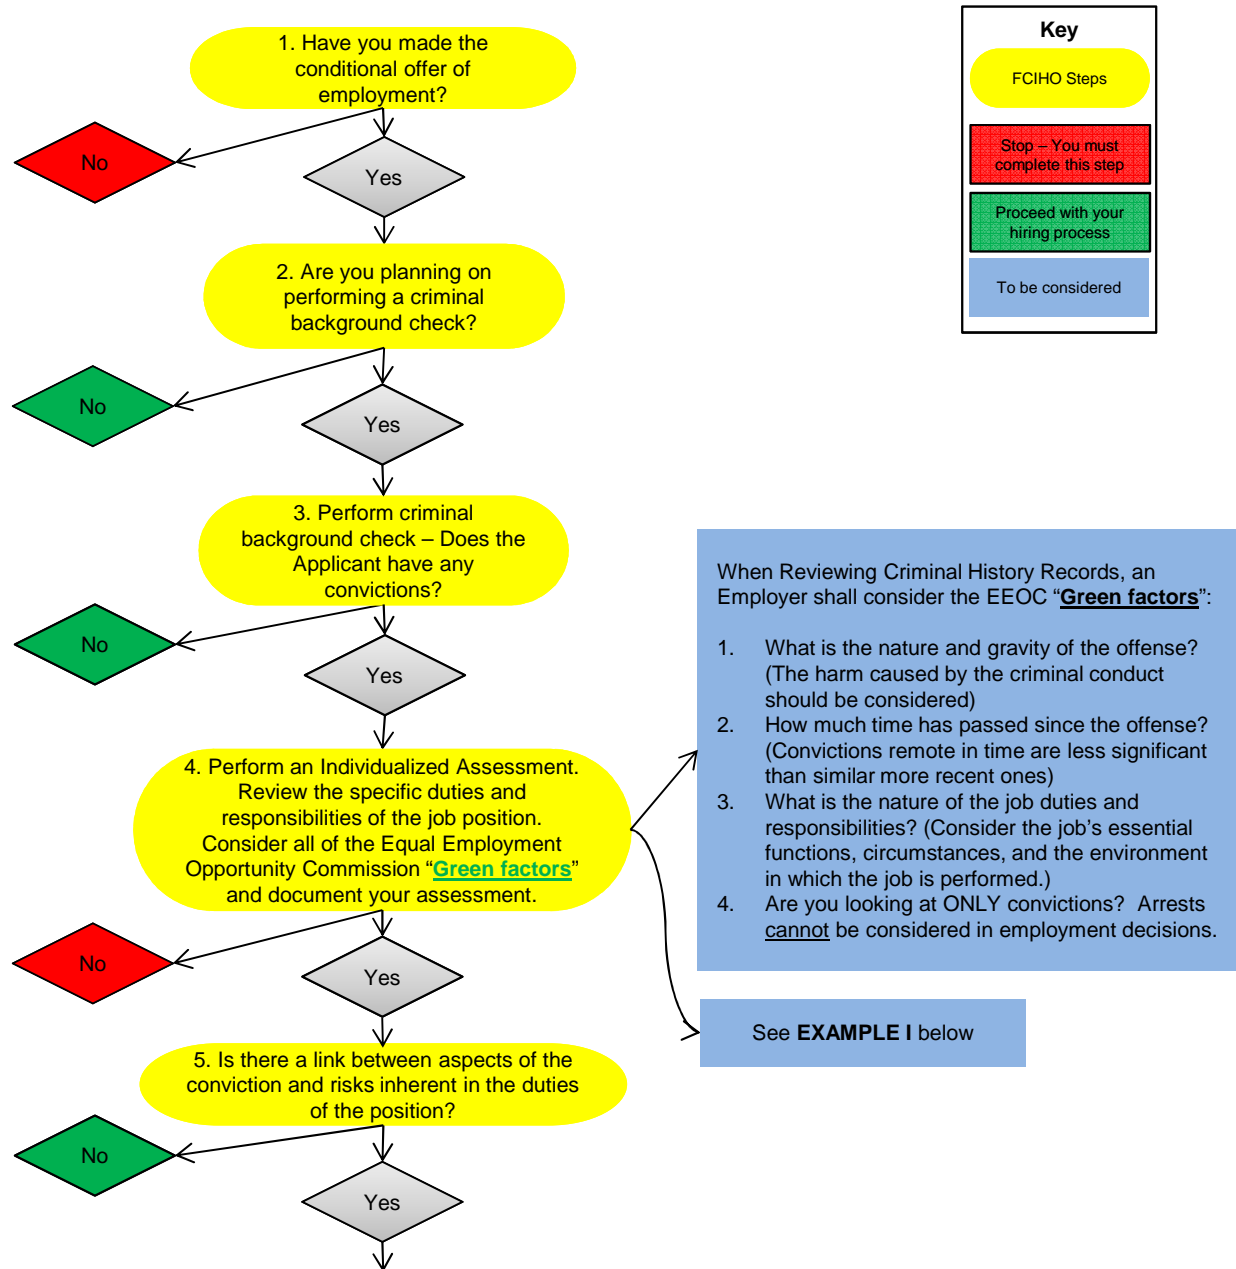 1. Have you made the
conditional offer of
employment?
No
Yes
2. Are you planning on
performing a criminal
background check?
No
Yes
3. Perform criminal
background check – Does the
Applicant have any
convictions?
No
Yes
4. Perform an Individualized Assessment.
Review the specific duties and
responsibilities of the job position.
Consider all of the Equal Employment
Opportunity Commission “Green factors”
and document your assessment.
No
Yes
5. Is there a link between aspects of the
conviction and risks inherent in the duties
of the position?
No
Yes
Key
FCIHO Steps
Stop – You must
complete this step
Proceed with your
hiring process
To be considered
When Reviewing Criminal History Records, an
Employer shall consider the EEOC “Green factors”:
1. What is the nature and gravity of the offense?
(The harm caused by the criminal conduct
should be considered)
2. How much time has passed since the offense?
(Convictions remote in time are less significant
than similar more recent ones)
3. What is the nature of the job duties and
responsibilities? (Consider the job’s essential
functions, circumstances, and the environment
in which the job is performed.)
4. Are you looking at ONLY convictions? Arrests
cannot be considered in employment decisions.
See EXAMPLE I below